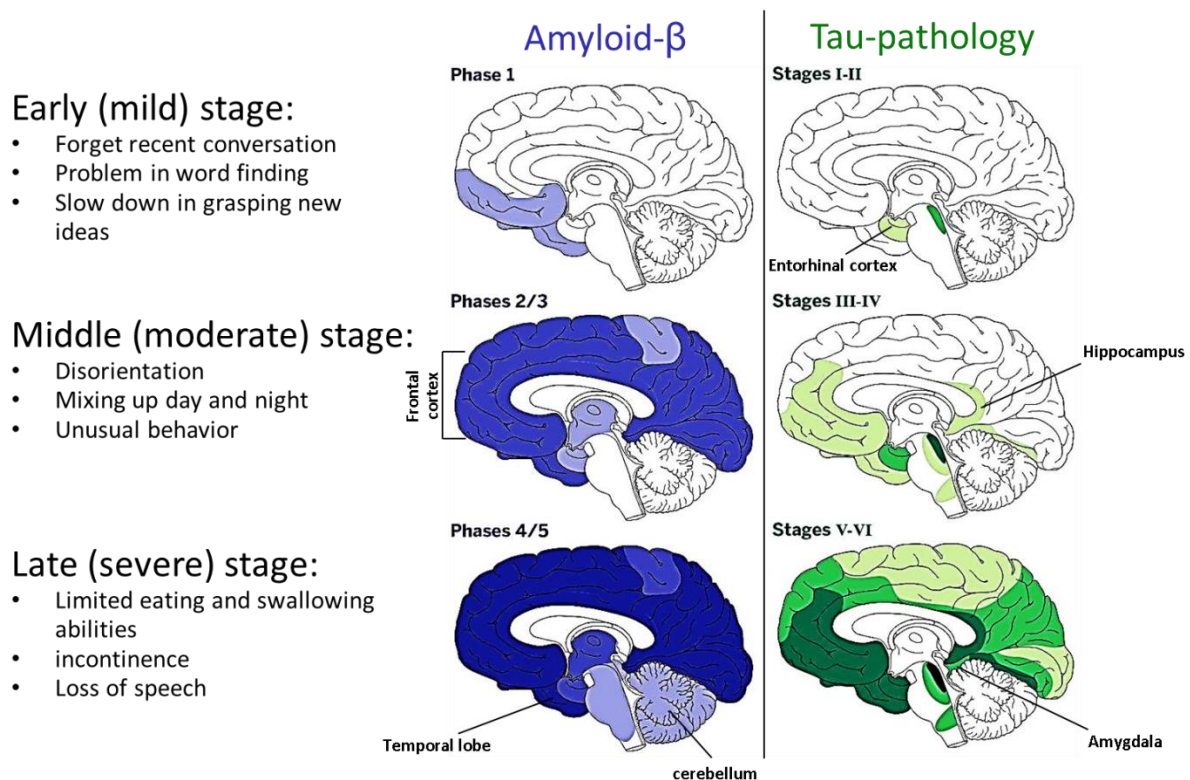 Amyloid-β
Tau-pathology
Phase 1
Stages I-II
Early (mild) stage:
• Forget recent conversation
• Problem in word finding
• Slow down in grasping new
ideas
Entorhinal cortex
Phases 2/3
Stages III-IV
Middle (moderate) stage:
• Disorientation
• Mixing up day and night
• Unusual behavior
Frontal
cortex
Hippocampus
Phases 4/5
Stages V-VI
Late (severe) stage:
• Limited eating and swallowing
abilities
• incontinence
• Loss of speech
Temporal lobe
cerebellum
Amygdala